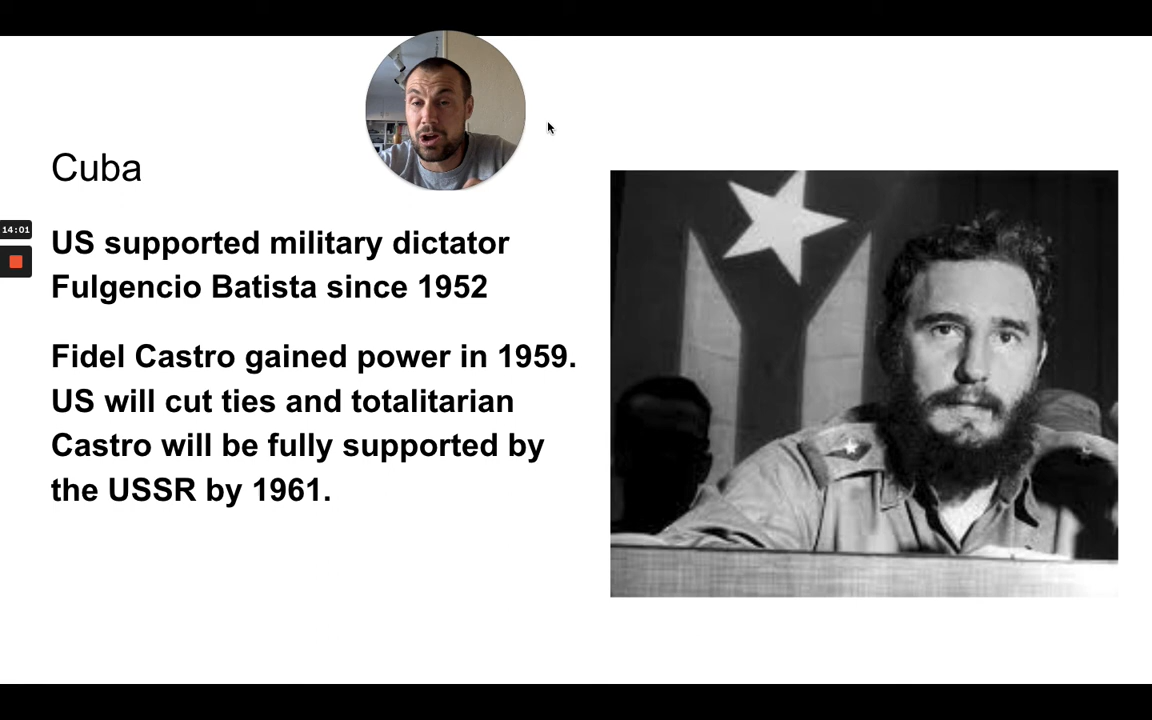 Cuba
14:01
US supported military dictator
Fulgencio Batista since 1952
Fidel Castro gained power in 1959.
US will cut ties and totalitarian
Castro will be fully supported by
the USSR by 1961.